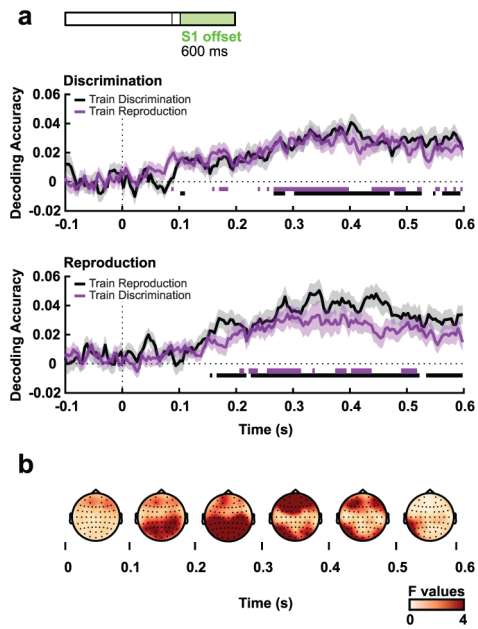 a
S1 offset
600 ms
Discrimination
Train Discrimination
Train Reproduction
Decoding Accuracy
0.06
0.04
0.02
0
-0.02
-0.1 0 0.1 0.2 0.3 0.4 0.5 0.6
Reproduction
Train Reproduction
Train Discrimination
Decoding Accuracy
0.06
0.04
0.02
0
-0.02
-0.1 0 0.1 0.2 0.3 0.4 0.5 0.6
Time (s)
b
0 0.1 0.2 0.3 0.4 0.5 0.6
Time (s)
F values
0 4